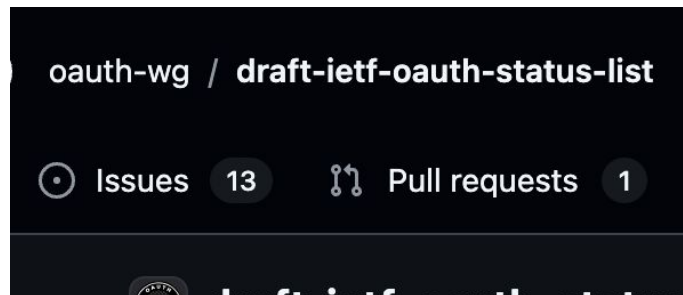 oauth-wg / draft-ietf-oauth-status-list
Issues 13 Pull requests 1